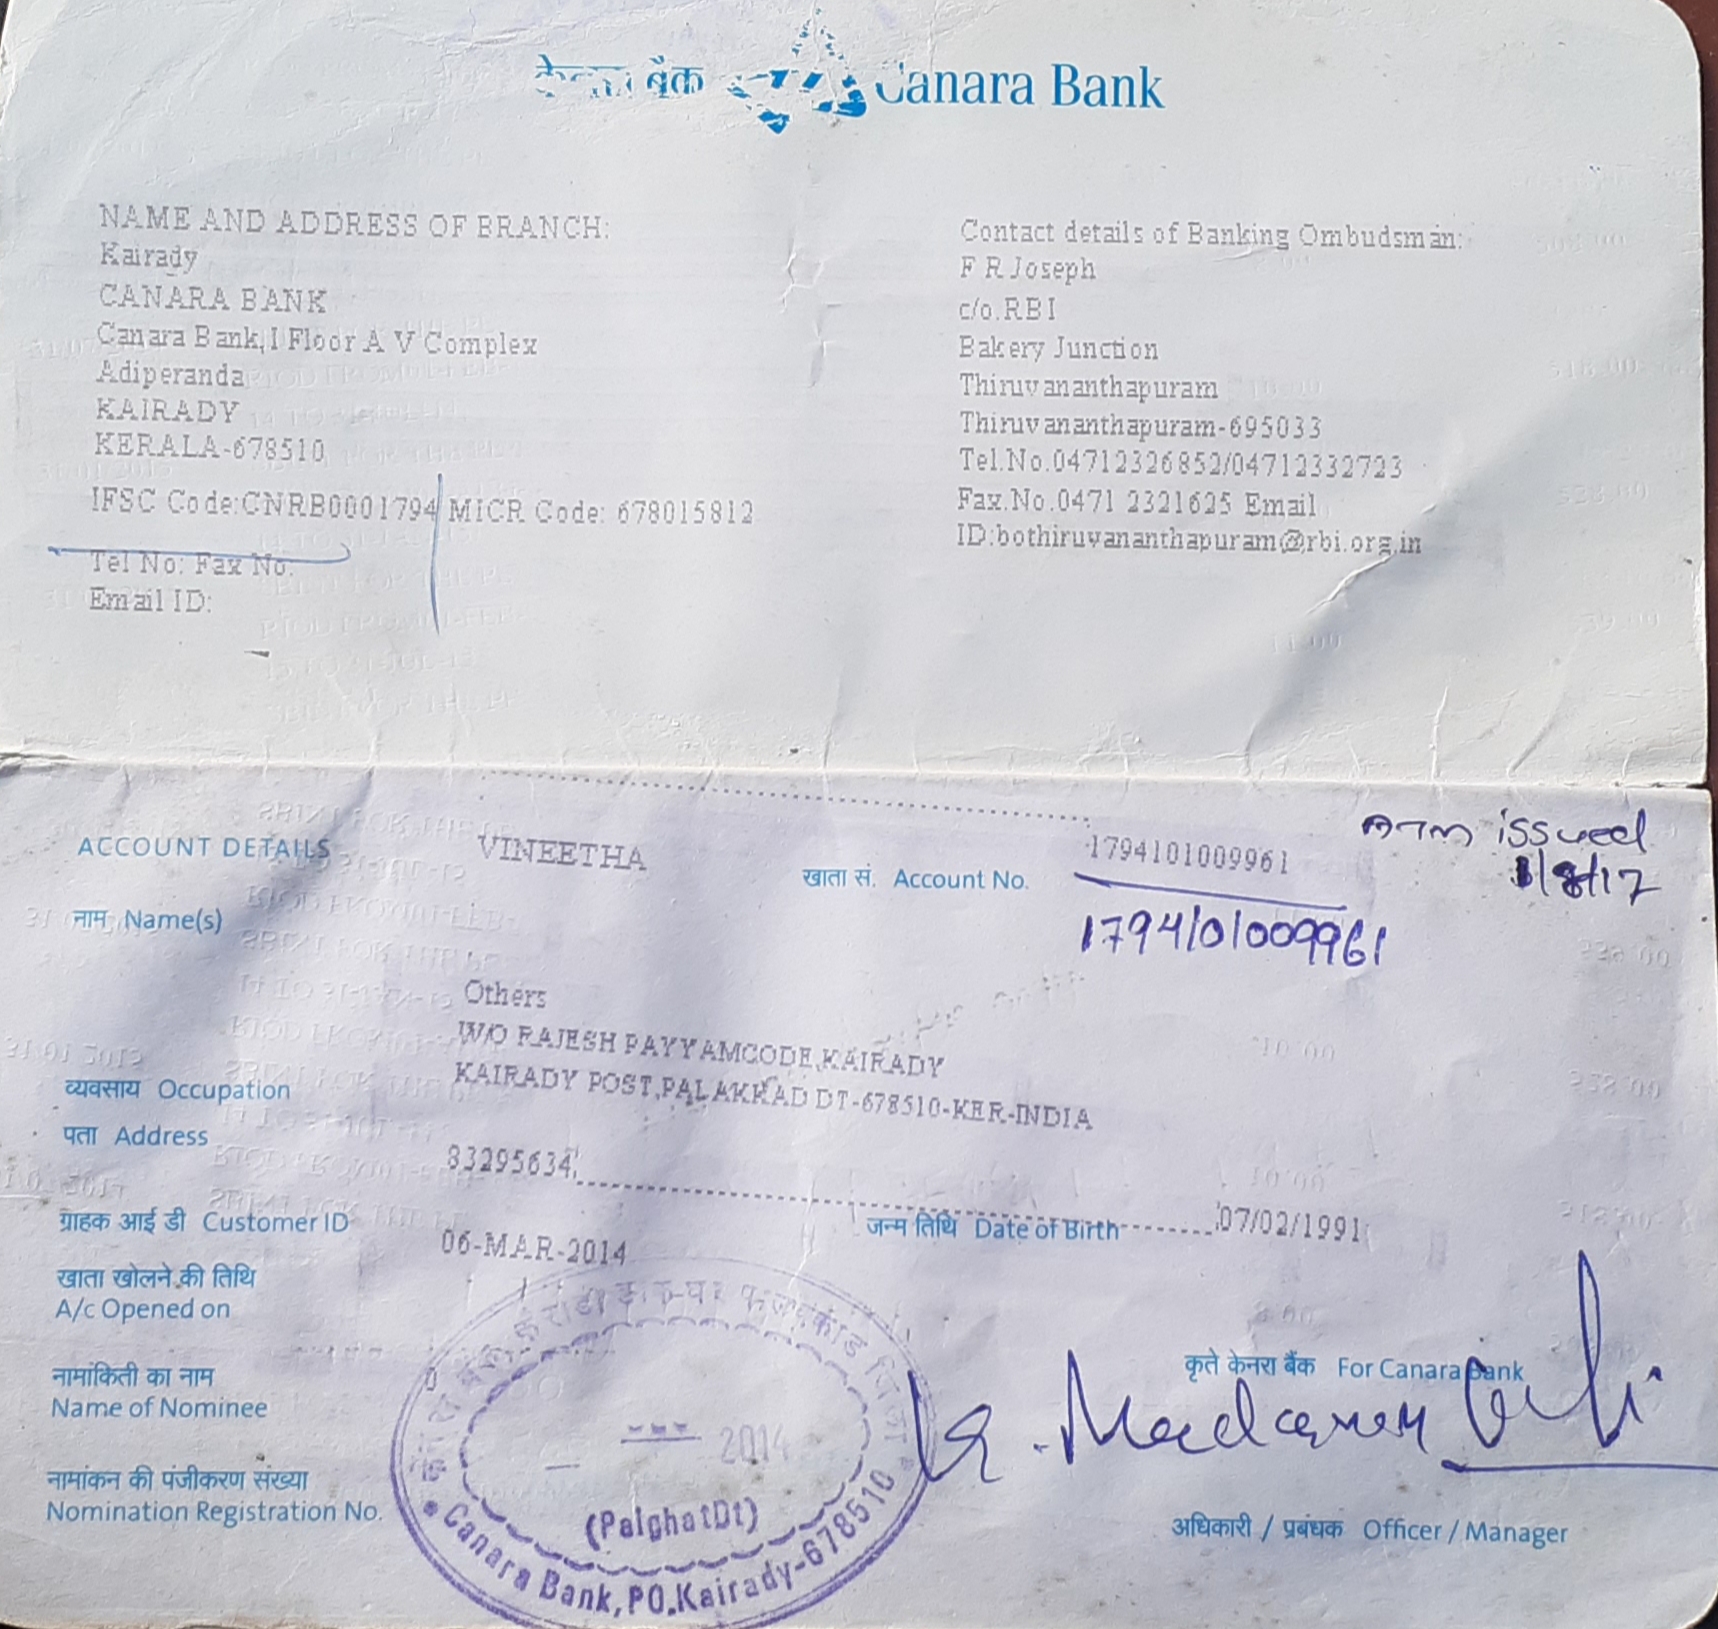 केनरा बैंक Canara Bank
NAME AND ADDRESS OF BRANCH:
Kairady
CANARA BANK
Canara Bank,I Floor A V Complex
Adiperanda
KAIRADY
KERALA-678510
IFSC Code:CNRB0001794 MICR Code: 678015812
Tel No: Fax No:
Email ID:
Contact details of Banking Ombudsman:
F R Joseph
c/o.RBI
Bakery Junction
Thiruvananthapuram
Thiruvananthapuram-695033
Tel.No.04712326852/04712332723
Fax.No.0471 2321625 Email
ID:bothiruvananthapuram@rbi.org.in
ATM issued
ACCOUNT DETAILS
नाम Name(s) VINEETHA
खाता सं. Account No. 1794101009961
1794101009961
व्यवसाय Occupation Others
पता Address W/O RAJESH PAYYAMCODE,KAIRADY
KAIRADY POST,PALAKKAD DT-678510-KER-INDIA
ग्राहक आई डी Customer ID 83295634
जन्म तिथि Date of Birth 07/02/1991
खाता खोलने की तिथि
A/c Opened on 06-MAR-2014
नामांकिती का नाम
Name of Nominee
नामांकन की पंजीकरण संख्या
Nomination Registration No.
2014
(PalghatDt)
Canara Bank, PO.Kairady-678510
कृते केनरा बैंक For Canara Bank
अधिकारी / प्रबंधक Officer / Manager